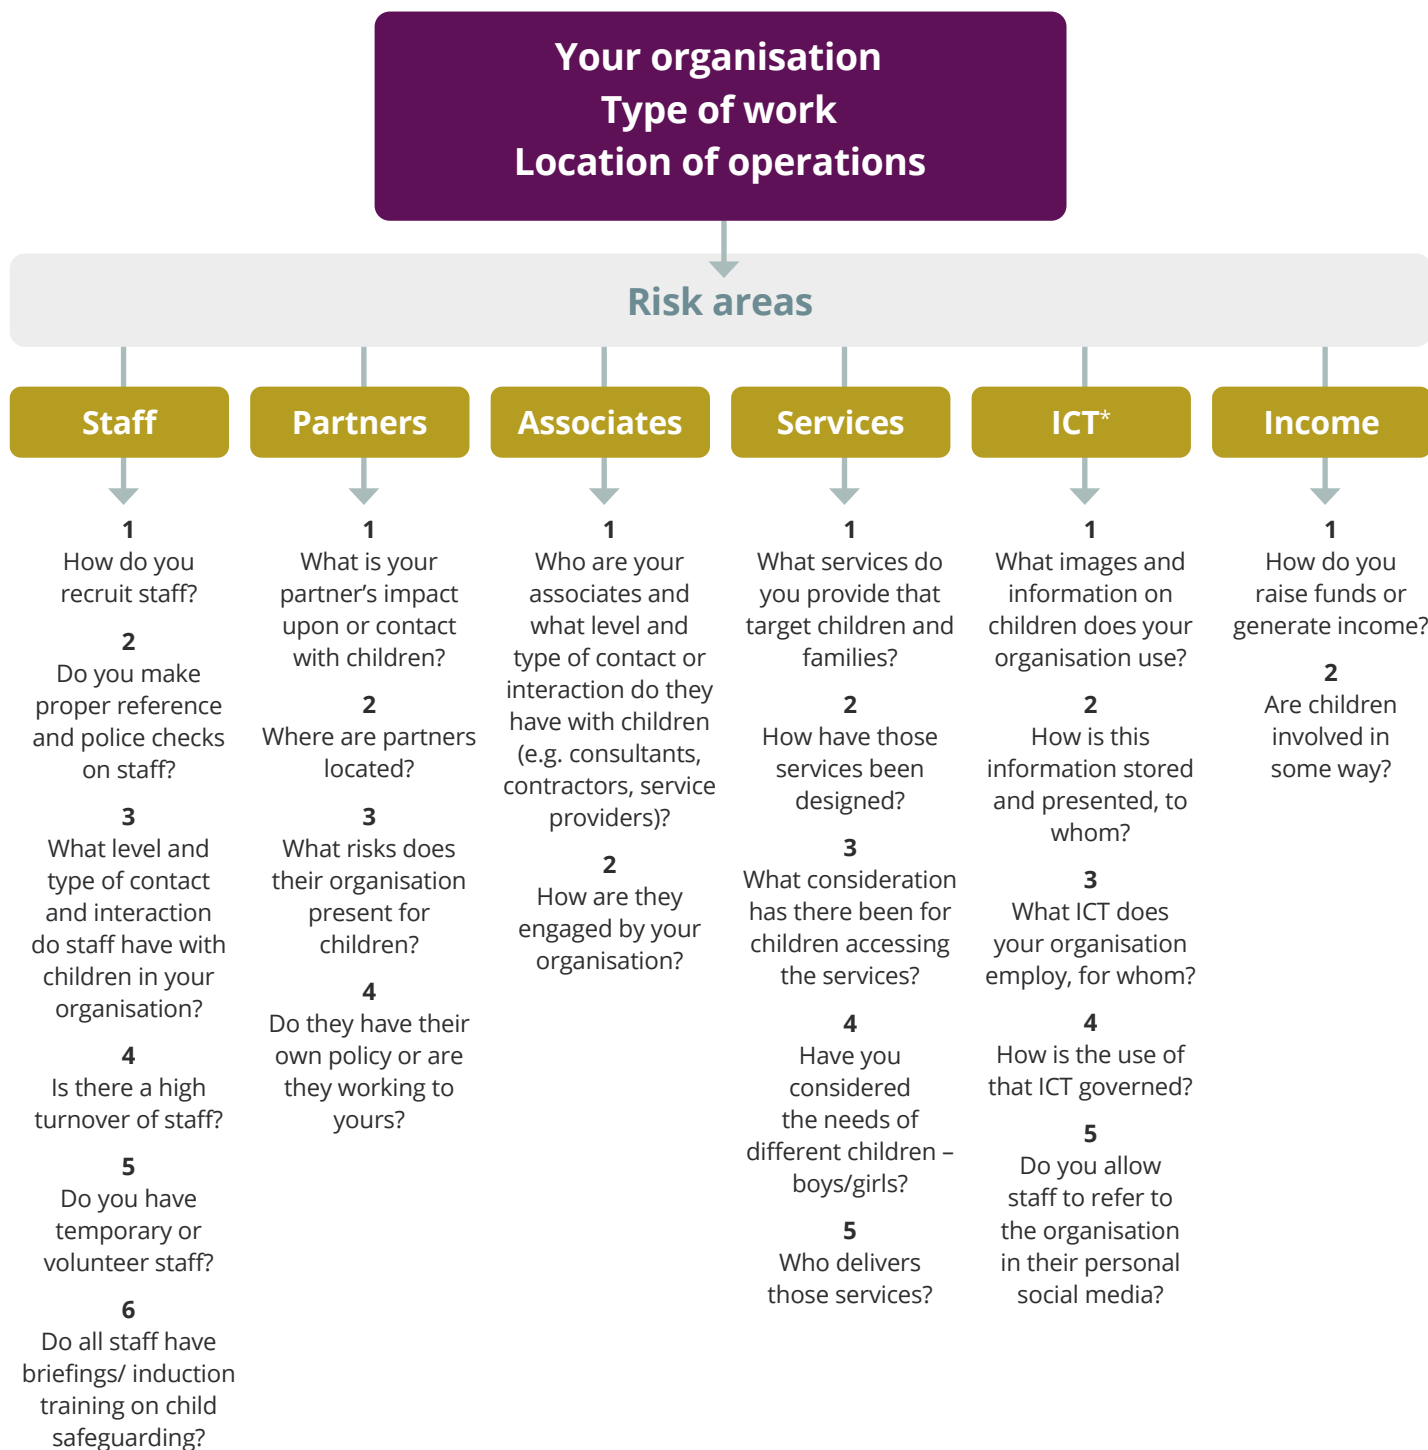 Your organisation
Type of work
Location of operations
Risk areas
Staff
1
How do you
recruit staff?
2
Do you make
proper reference
and police checks
on staff?
3
What level and
type of contact
and interaction
do staff have with
children in your
organisation?
4
Is there a high
turnover of staff?
5
Do you have
temporary or
volunteer staff?
6
Do all staff have
briefings/ induction
training on child
safeguarding?
Partners
1
What is your
partner’s impact
upon or contact
with children?
2
Where are partners
located?
3
What risks does
their organisation
present for
children?
4
Do they have their
own policy or are
they working to
yours?
Associates
1
Who are your
associates and
what level and
type of contact or
interaction do they
have with children
(e.g. consultants,
contractors, service
providers)?
2
How are they
engaged by your
organisation?
Services
1
What services do
you provide that
target children and
families?
2
How have those
services been
designed?
3
What consideration
has there been for
children accessing
the services?
4
Have you
considered
the needs of
different children –
boys/girls?
5
Who delivers
those services?
ICT*
1
What images and
information on
children does your
organisation use?
2
How is this
information stored
and presented, to
whom?
3
What ICT does
your organisation
employ, for whom?
4
How is the use of
that ICT governed?
5
Do you allow
staff to refer to
the organisation
in their personal
social media?
Income
1
How do you
raise funds or
generate income?
2
Are children
involved in
some way?